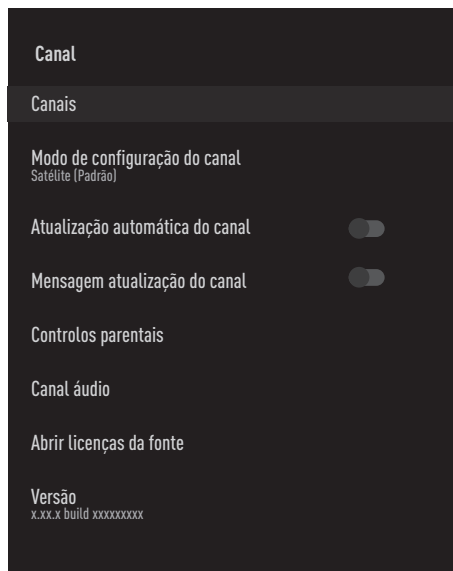 Canal
Canais
Modo de configuração do canal
Satélite (Padrão)
Atualização automática do canal
Mensagem atualização do canal
Controlos parentais
Canal áudio
Abrir licenças da fonte
Versão
x.xx.x build xxxxxxxxx